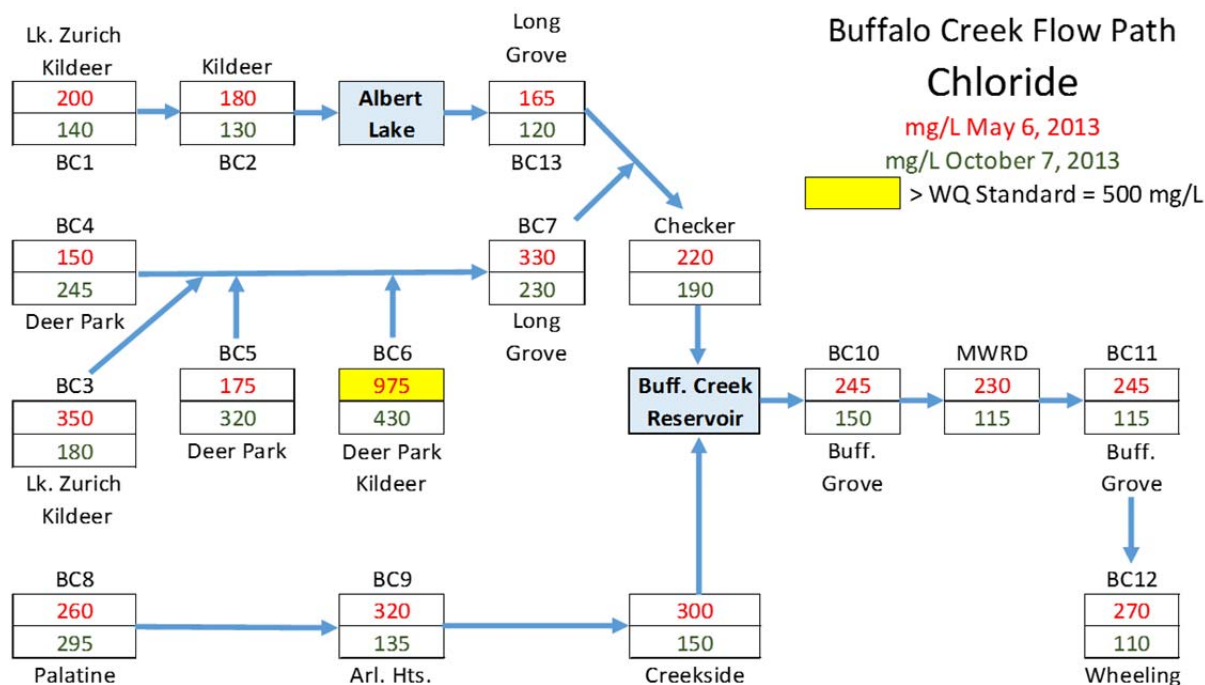 Buffalo Creek Flow Path
Chloride
mg/L May 6, 2013
mg/L October 7, 2013
> WQ Standard = 500 mg/L
Lk. Zurich
Kildeer
200
140
BC1
Kildeer
180
130
BC2
Albert
Lake
Long
Grove
165
120
BC13
BC4
150
245
Deer Park
BC7
330
230
Long
Grove
Checker
220
190
BC3
350
180
Lk. Zurich
Kildeer
BC5
175
320
Deer Park
BC6
975
430
Deer Park
Kildeer
Buff. Creek
Reservoir
BC10
245
150
Buff.
Grove
MWRD
230
115
BC11
245
115
Buff.
Grove
BC8
260
295
Palatine
BC9
320
135
Arl. Hts.
300
150
Creekside
BC12
270
110
Wheeling